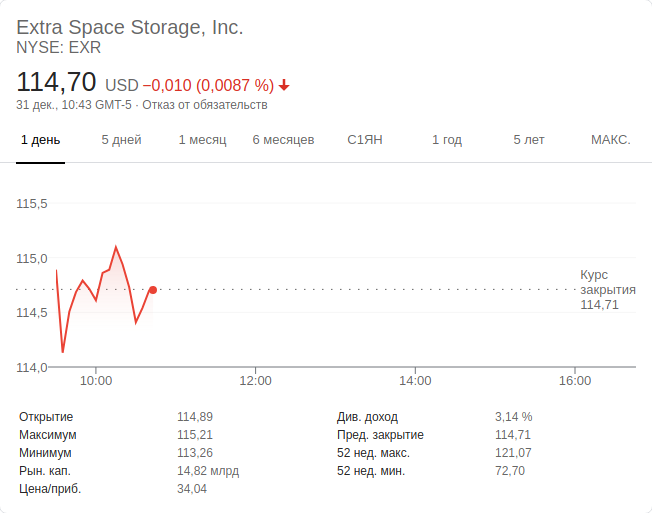 Extra Space Storage, Inc.
NYSE: EXR
114,70 USD −0,010 (0,0087 %)
31 дек., 10:43 GMT-5 · Отказ от обязательств
1 день 5 дней 1 месяц 6 месяцев С1ЯН 1 год 5 лет МАКС.
115,5
115,0
114,5
114,0
Курс
закрытия
114,71
10:00 12:00 14:00 16:00
Открытие 114,89 Див. доход 3,14 %
Максимум 115,21 Пред. закрытие 114,71
Минимум 113,26 52 нед. макс. 121,07
Рын. кап. 14,82 млрд 52 нед. мин. 72,70
Цена/приб. 34,04